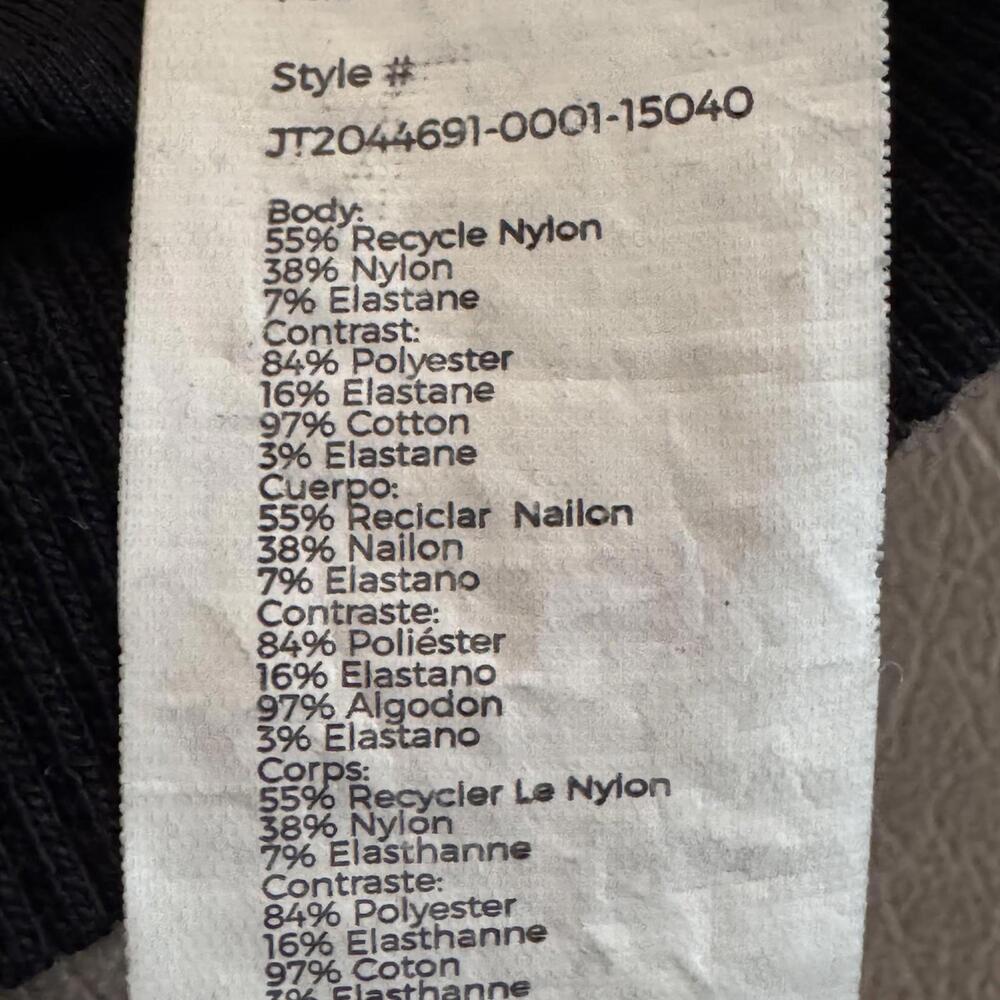 Style #
JT2044691-0001-15040
Body:
55% Recycle Nylon
38% Nylon
7% Elastane
Contrast:
84% Polyester
16% Elastane
97% Cotton
3% Elastane
Cuerpo:
55% Reciclar Nailon
38% Nailon
7% Elastano
Contraste:
84% Poliéster
16% Elastano
97% Algodon
3% Elastano
Corps:
55% Recycler Le Nylon
38% Nylon
7% Elasthanne
Contraste:
84% Polyester
16% Elasthanne
97% Coton
3% Elasthanne